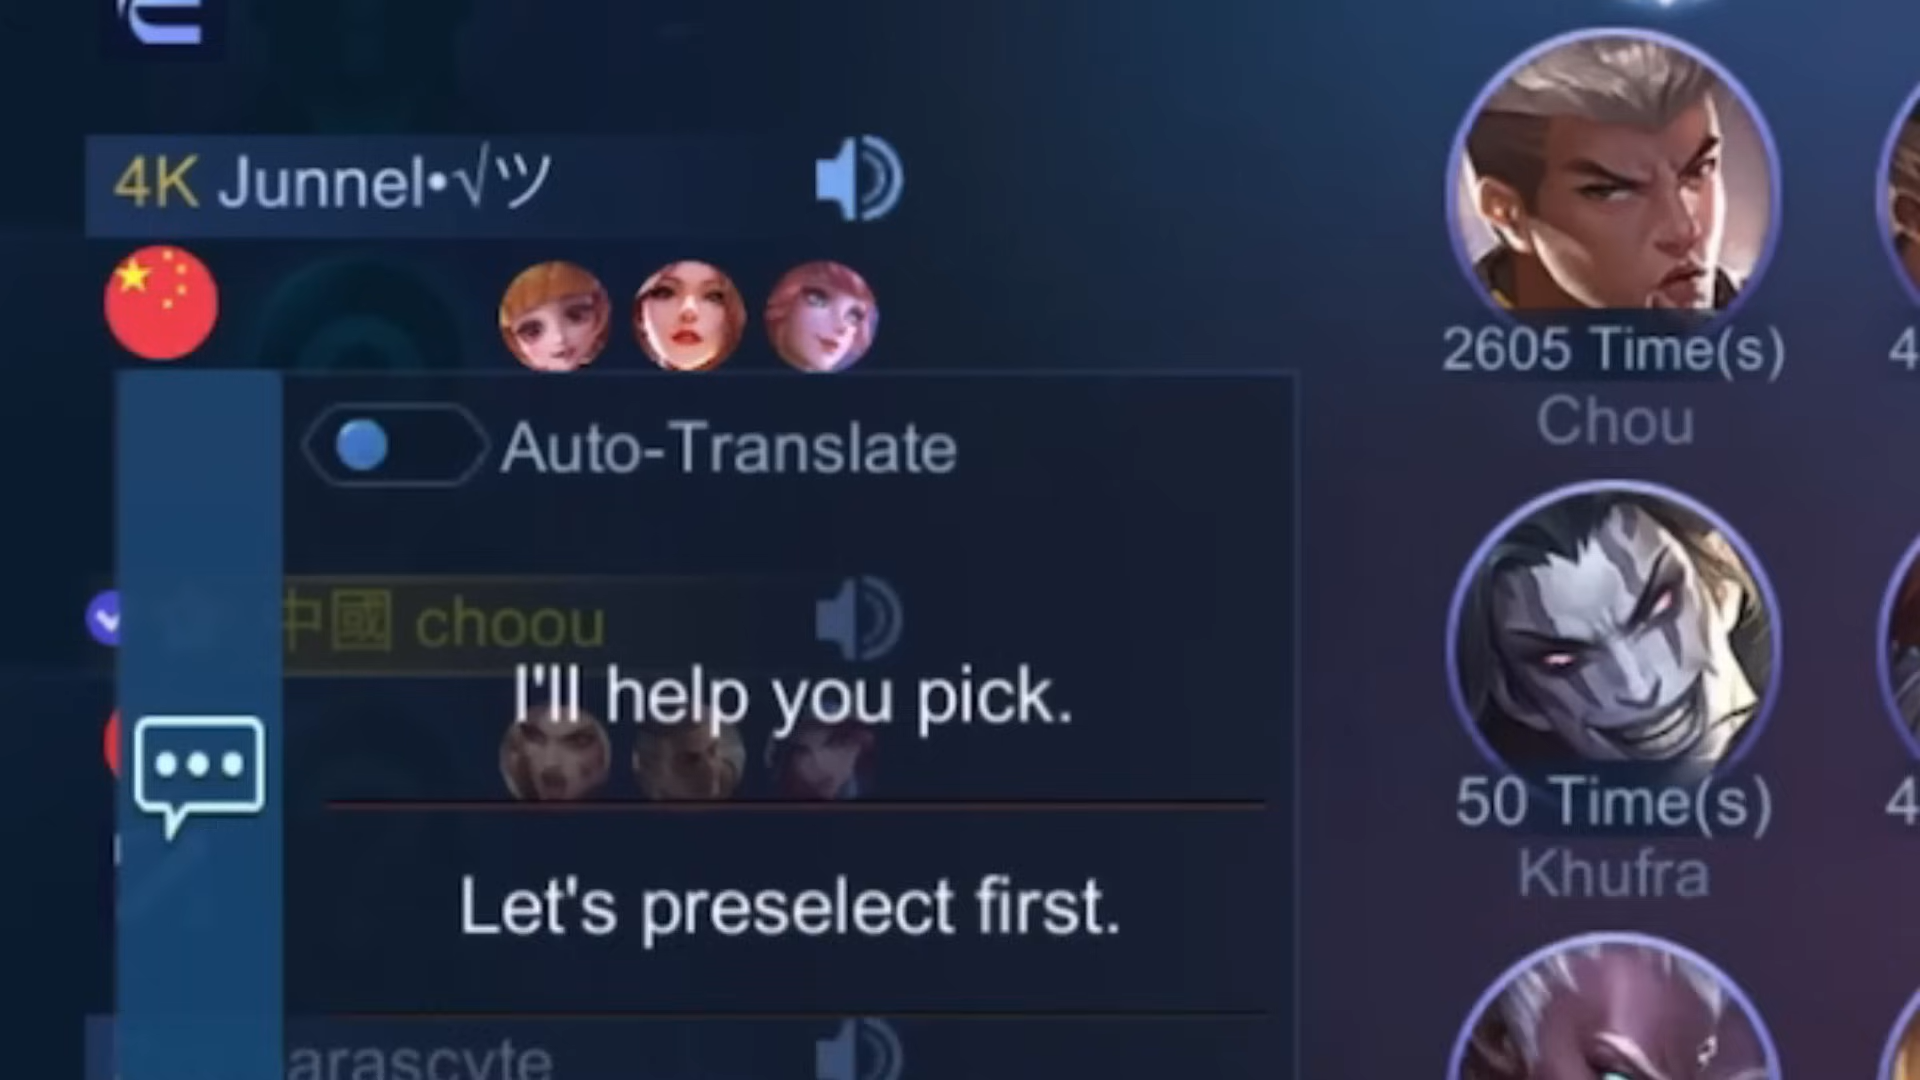 4K Junnel•√ツ
2605 Time(s)
Chou
Auto-Translate
中國 choou
I'll help you pick.
50 Time(s)
Khufra
Let's preselect first.
arascyte